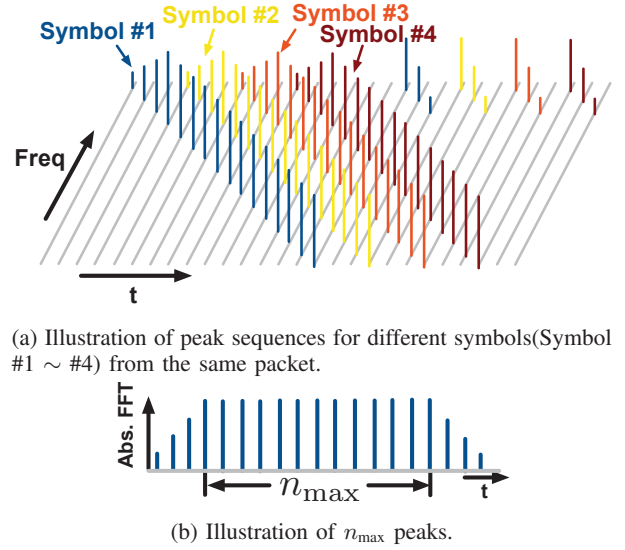 Symbol #1
Symbol #2
Symbol #3
Symbol #4
Freq
t
(a) Illustration of peak sequences for different symbols(Symbol
#1 ∼ #4) from the same packet.
Abs. FFT
n_max
t
(b) Illustration of n_max peaks.